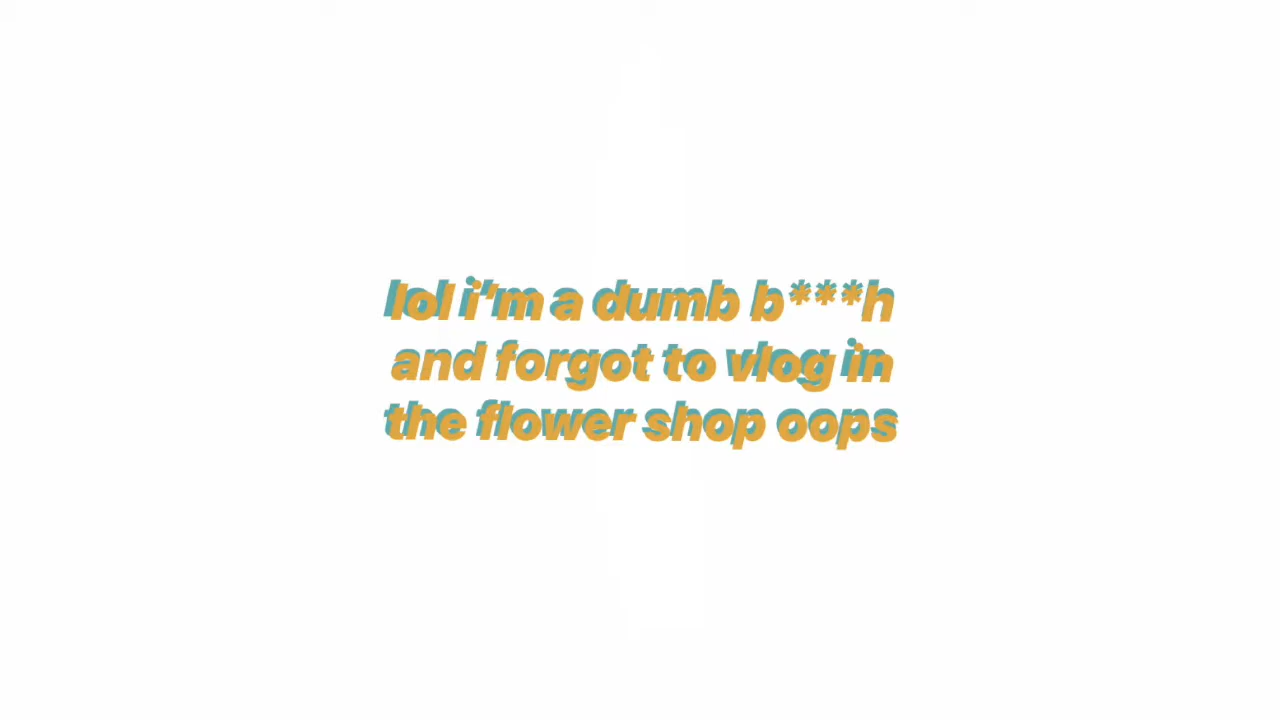 lol i'm a dumb b***h
and forgot to vlog in
the flower shop oops